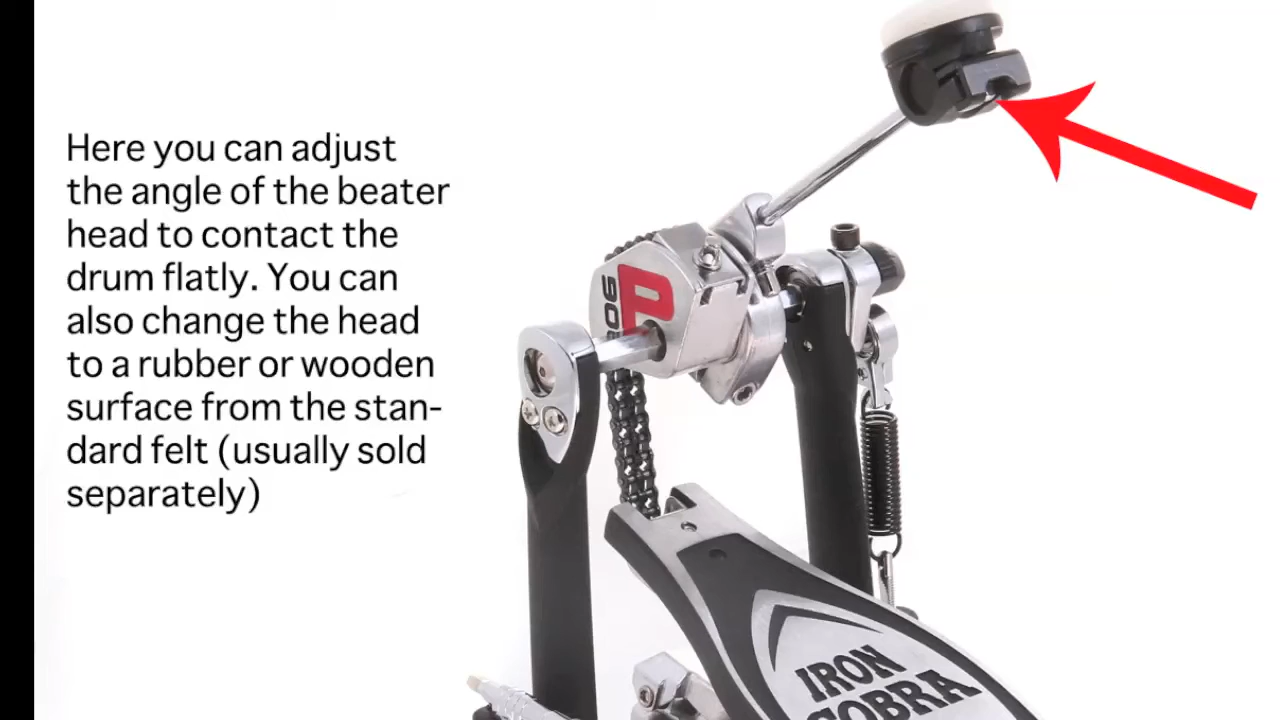 Here you can adjust
the angle of the beater
head to contact the
drum flatly. You can
also change the head
to a rubber or wooden
surface from the stan-
dard felt (usually sold
separately)
P
IRON
COBRA